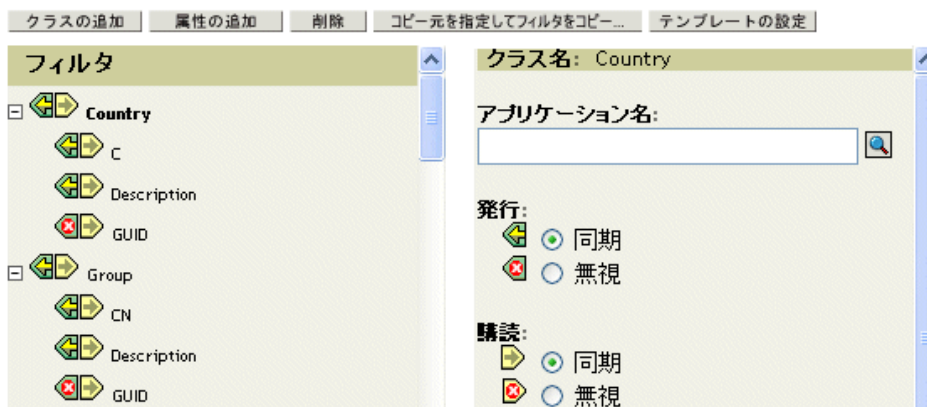 クラスの追加 属性の追加 削除 コピー元を指定してフィルタをコピー... テンプレートの設定
フィルタ
Country
C
Description
GUID
Group
CN
Description
GUID
クラス名: Country
アプリケーション名:
発行:
同期
無視
購読:
同期
無視